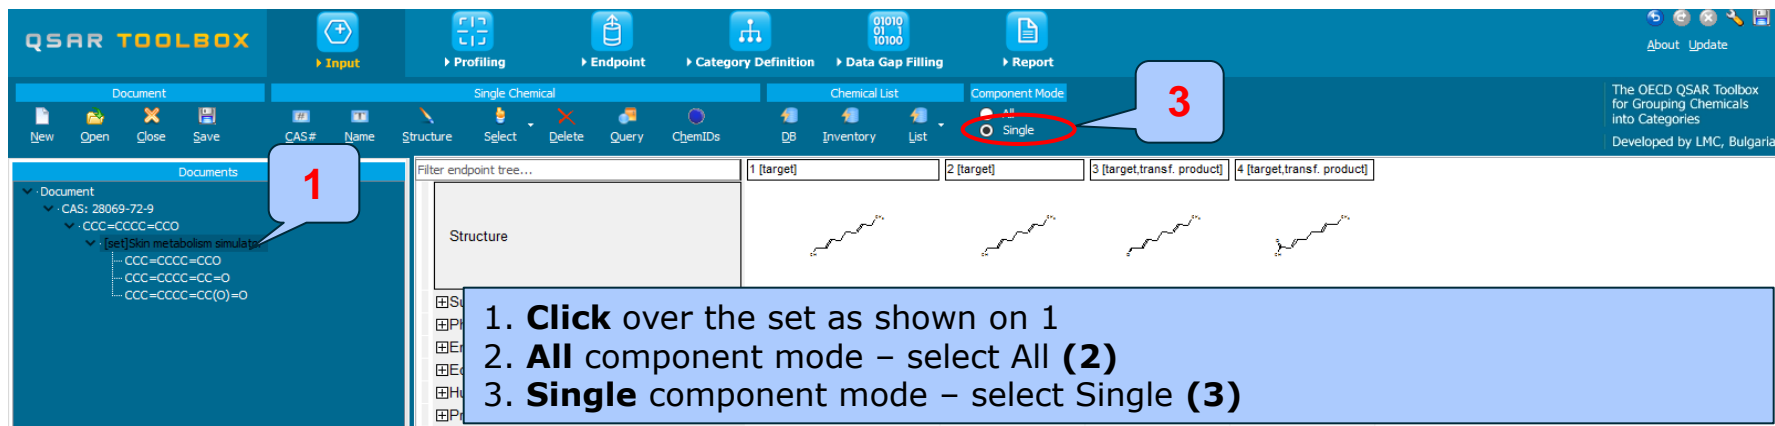 QSAR TOOLBOX
Input
Profiling
Endpoint
Category Definition
Data Gap Filling
Report
01010
01 1
10100
About Update
Document
Single Chemical
Chemical List
Component Mode
New
Open
Close
Save
CAS#
Name
Structure
Select
Delete
Query
ChemIDs
DB
Inventory
List
All
Single
3
The OECD QSAR Toolbox
for Grouping Chemicals
into Categories
Developed by LMC, Bulgaria
Documents
1
Document
CAS: 28069-72-9
CCC=CCCC=CCO
[set]Skin metabolism simulator
CCC=CCCC=CCO
CCC=CCCC=CC=O
CCC=CCCC=CC(O)=O
Filter endpoint tree...
1 [target]
2 [target]
3 [target,transf. product]
4 [target,transf. product]
Structure
1. Click over the set as shown on 1
2. All component mode – select All (2)
3. Single component mode – select Single (3)